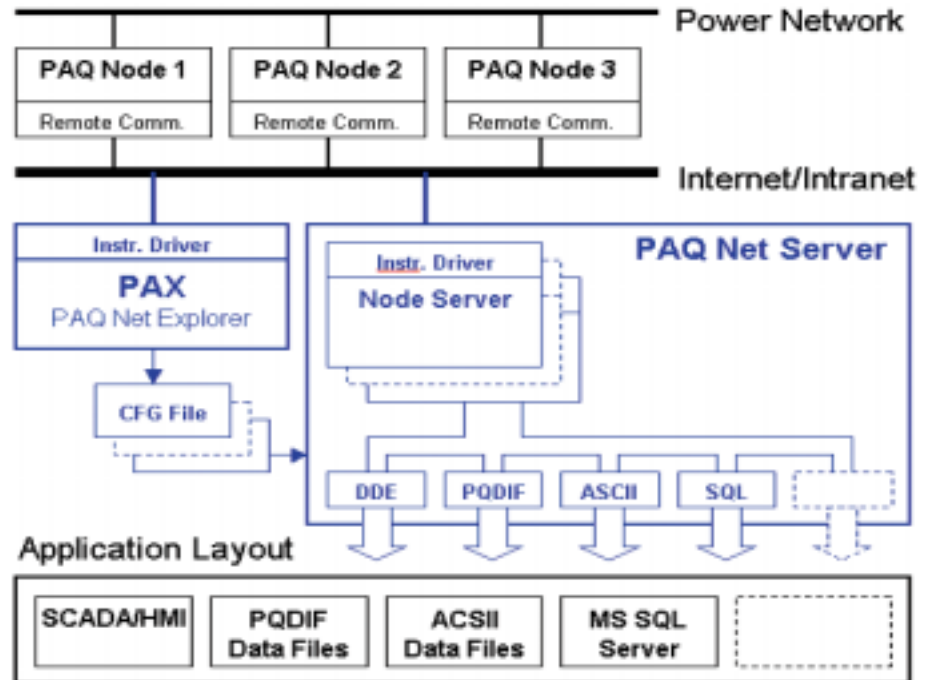 Power Network
PAQ Node 1
Remote Comm.
PAQ Node 2
Remote Comm.
PAQ Node 3
Remote Comm.
Internet/Intranet
Instr. Driver
PAX
PAQ Net Explorer
CFG File
PAQ Net Server
Instr. Driver
Node Server
DDE
PQDIF
ASCII
SQL
Application Layout
SCADA/HMI
PQDIF
Data Files
ACSII
Data Files
MS SQL
Server